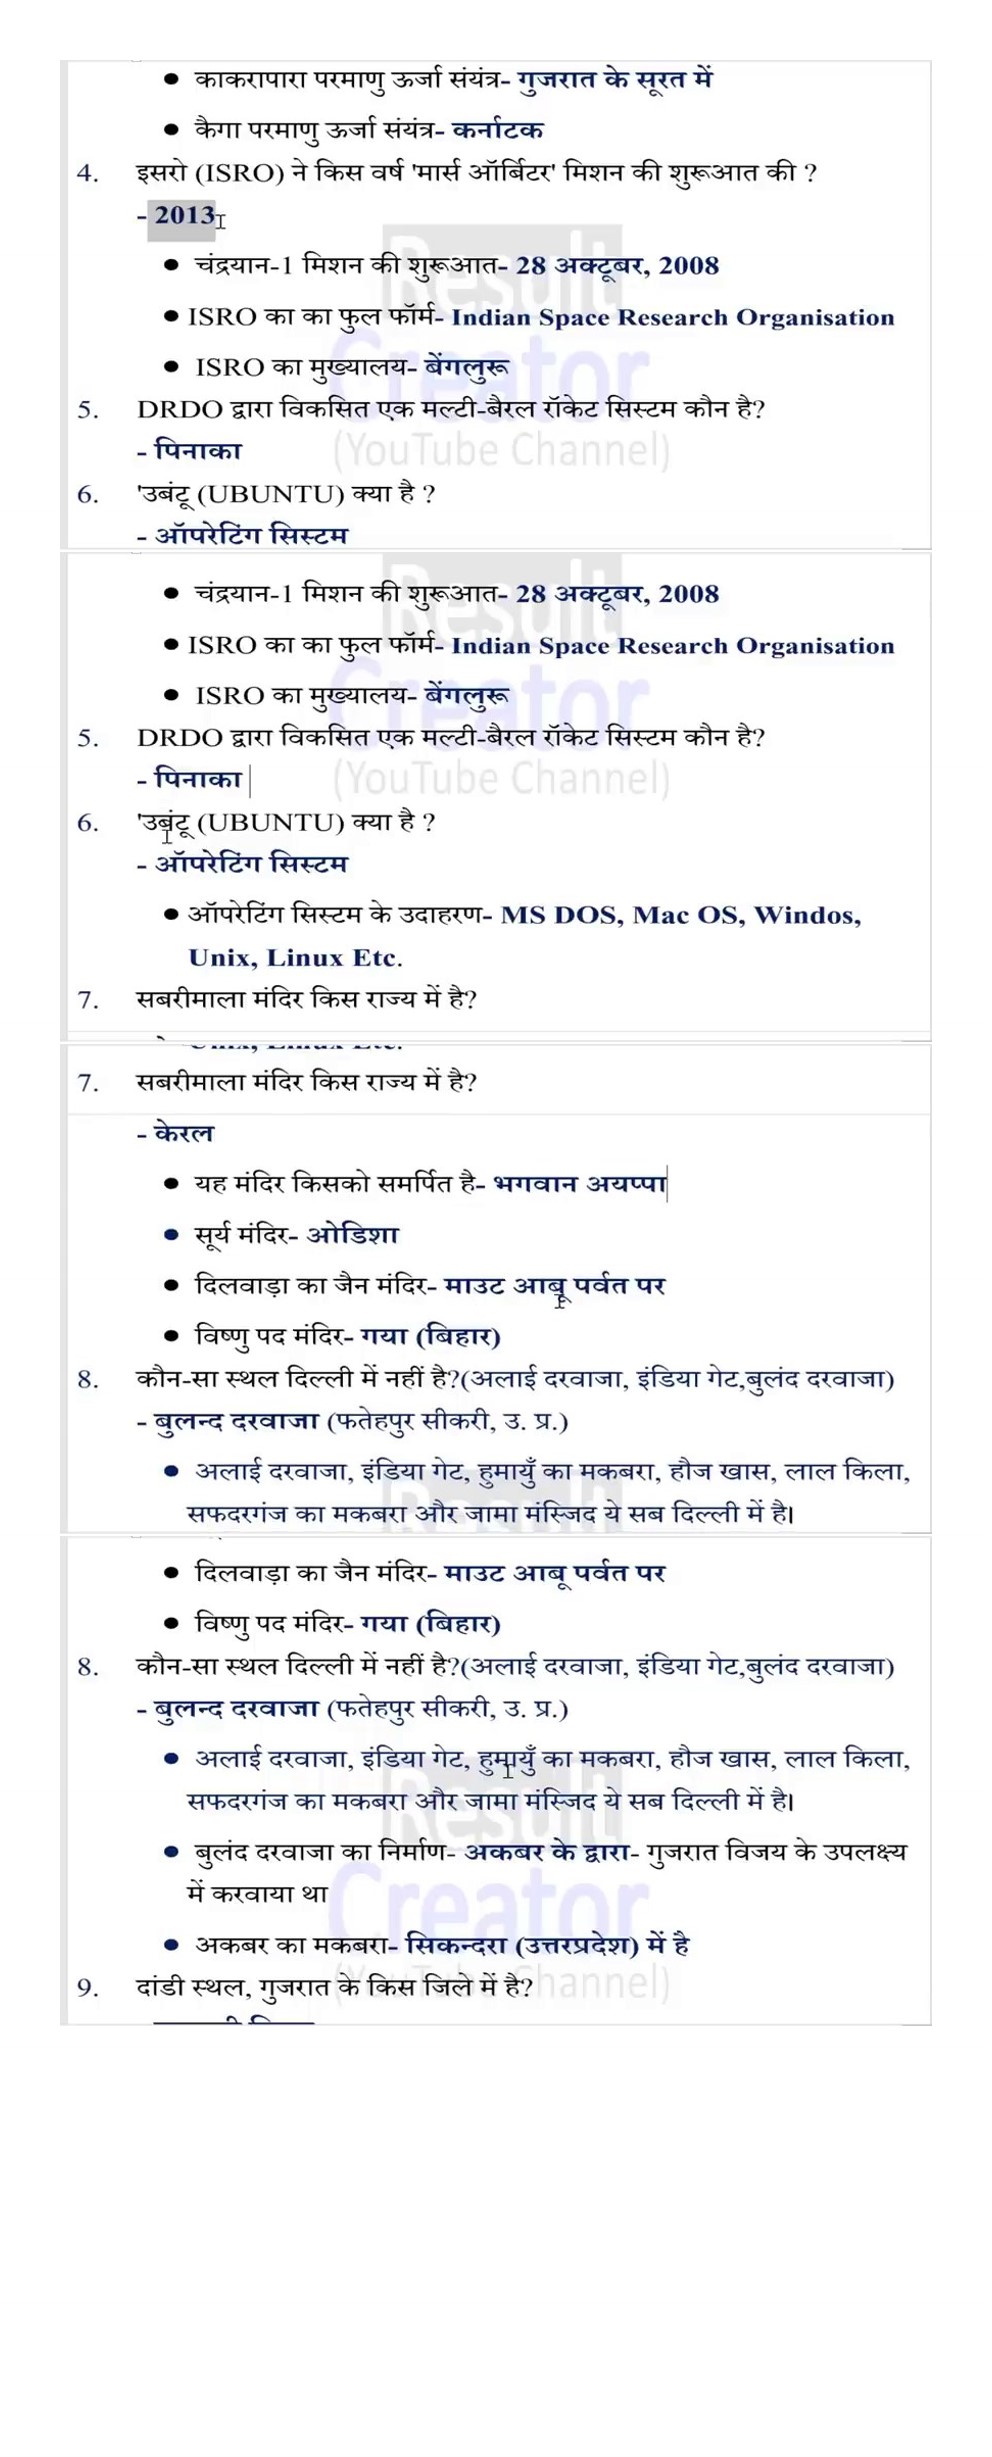 ● काकरापारा परमाणु ऊर्जा संयंत्र- गुजरात के सूरत में
● कैगा परमाणु ऊर्जा संयंत्र- कर्नाटक
4. इसरो (ISRO) ने किस वर्ष 'मार्स ऑर्बिटर' मिशन की शुरूआत की ?
- 2013
● चंद्रयान-1 मिशन की शुरूआत- 28 अक्टूबर, 2008
● ISRO का का फुल फॉर्म- Indian Space Research Organisation
● ISRO का मुख्यालय- बेंगलुरू
5. DRDO द्वारा विकसित एक मल्टी-बैरल रॉकेट सिस्टम कौन है?
- पिनाका
6. 'उबंटू (UBUNTU) क्या है ?
- ऑपरेटिंग सिस्टम
Result
Creator
(YouTube Channel)
● चंद्रयान-1 मिशन की शुरूआत- 28 अक्टूबर, 2008
● ISRO का का फुल फॉर्म- Indian Space Research Organisation
● ISRO का मुख्यालय- बेंगलुरू
5. DRDO द्वारा विकसित एक मल्टी-बैरल रॉकेट सिस्टम कौन है?
- पिनाका
6. 'उबंटू (UBUNTU) क्या है ?
- ऑपरेटिंग सिस्टम
● ऑपरेटिंग सिस्टम के उदाहरण- MS DOS, Mac OS, Windos,
Unix, Linux Etc.
7. सबरीमाला मंदिर किस राज्य में है?
Result
Creator
(YouTube Channel)
7. सबरीमाला मंदिर किस राज्य में है?
- केरल
● यह मंदिर किसको समर्पित है- भगवान अयप्पा
● सूर्य मंदिर- ओडिशा
● दिलवाड़ा का जैन मंदिर- माउट आबू पर्वत पर
● विष्णु पद मंदिर- गया (बिहार)
8. कौन-सा स्थल दिल्ली में नहीं है?(अलाई दरवाजा, इंडिया गेट,बुलंद दरवाजा)
- बुलन्द दरवाजा (फतेहपुर सीकरी, उ. प्र.)
● अलाई दरवाजा, इंडिया गेट, हुमायुँ का मकबरा, हौज खास, लाल किला,
सफदरगंज का मकबरा और जामा मंस्जिद ये सब दिल्ली में है।
● दिलवाड़ा का जैन मंदिर- माउट आबू पर्वत पर
● विष्णु पद मंदिर- गया (बिहार)
8. कौन-सा स्थल दिल्ली में नहीं है?(अलाई दरवाजा, इंडिया गेट,बुलंद दरवाजा)
- बुलन्द दरवाजा (फतेहपुर सीकरी, उ. प्र.)
● अलाई दरवाजा, इंडिया गेट, हुमायुँ का मकबरा, हौज खास, लाल किला,
सफदरगंज का मकबरा और जामा मंस्जिद ये सब दिल्ली में है।
● बुलंद दरवाजा का निर्माण- अकबर के द्वारा- गुजरात विजय के उपलक्ष्य
में करवाया था
● अकबर का मकबरा- सिकन्दरा (उत्तरप्रदेश) में है
9. दांडी स्थल, गुजरात के किस जिले में है?
Result
Creator
(YouTube Channel)